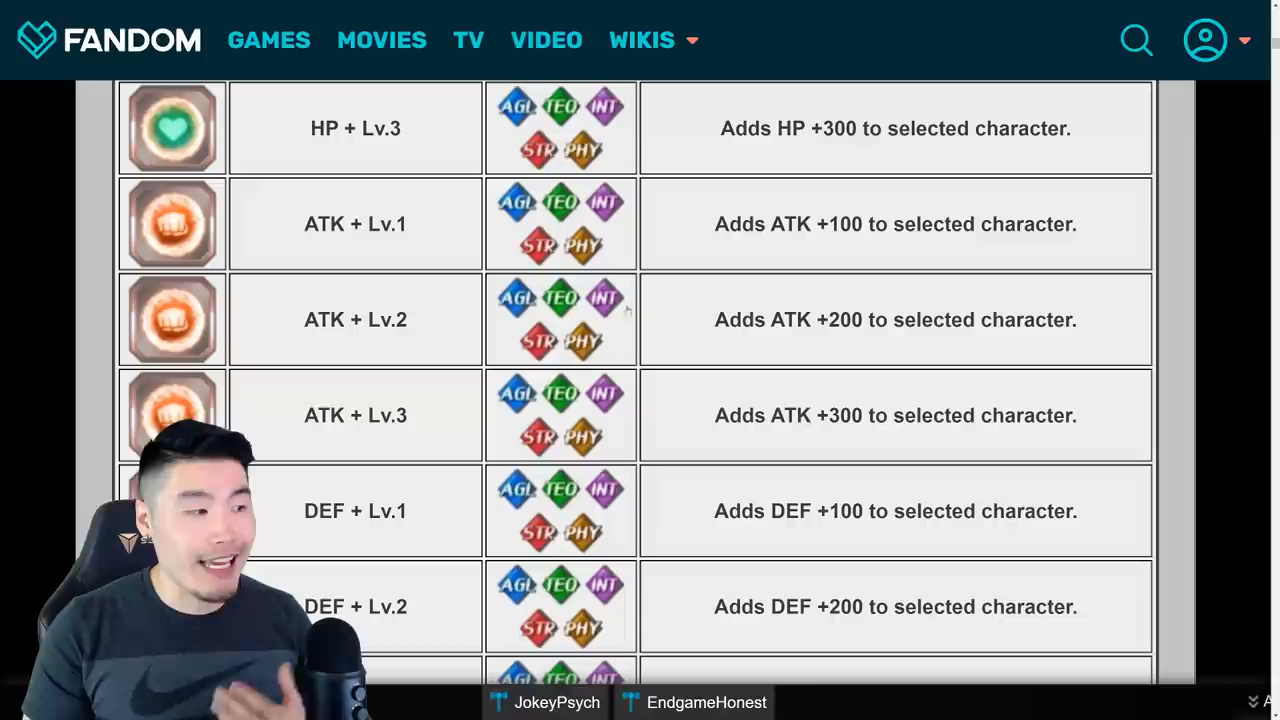 FANDOM GAMES MOVIES TV VIDEO WIKIS
HP + Lv.3 AGL TEQ INT STR PHY Adds HP +300 to selected character.
ATK + Lv.1 AGL TEQ INT STR PHY Adds ATK +100 to selected character.
ATK + Lv.2 AGL TEQ INT STR PHY Adds ATK +200 to selected character.
ATK + Lv.3 AGL TEQ INT STR PHY Adds ATK +300 to selected character.
DEF + Lv.1 AGL TEQ INT STR PHY Adds DEF +100 to selected character.
DEF + Lv.2 AGL TEQ INT STR PHY Adds DEF +200 to selected character.
AGL TEQ INT
JokeyPsych EndgameHonest